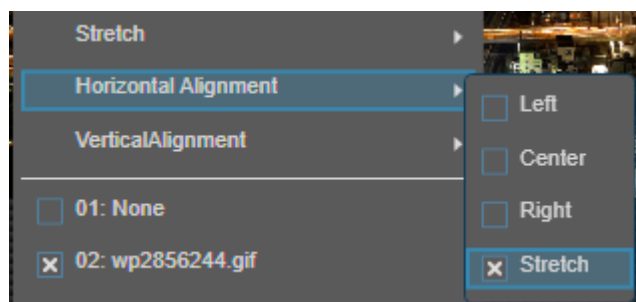 Stretch
Horizontal Alignment
VerticalAlignment
01: None
02: wp2856244.gif
Left
Center
Right
Stretch